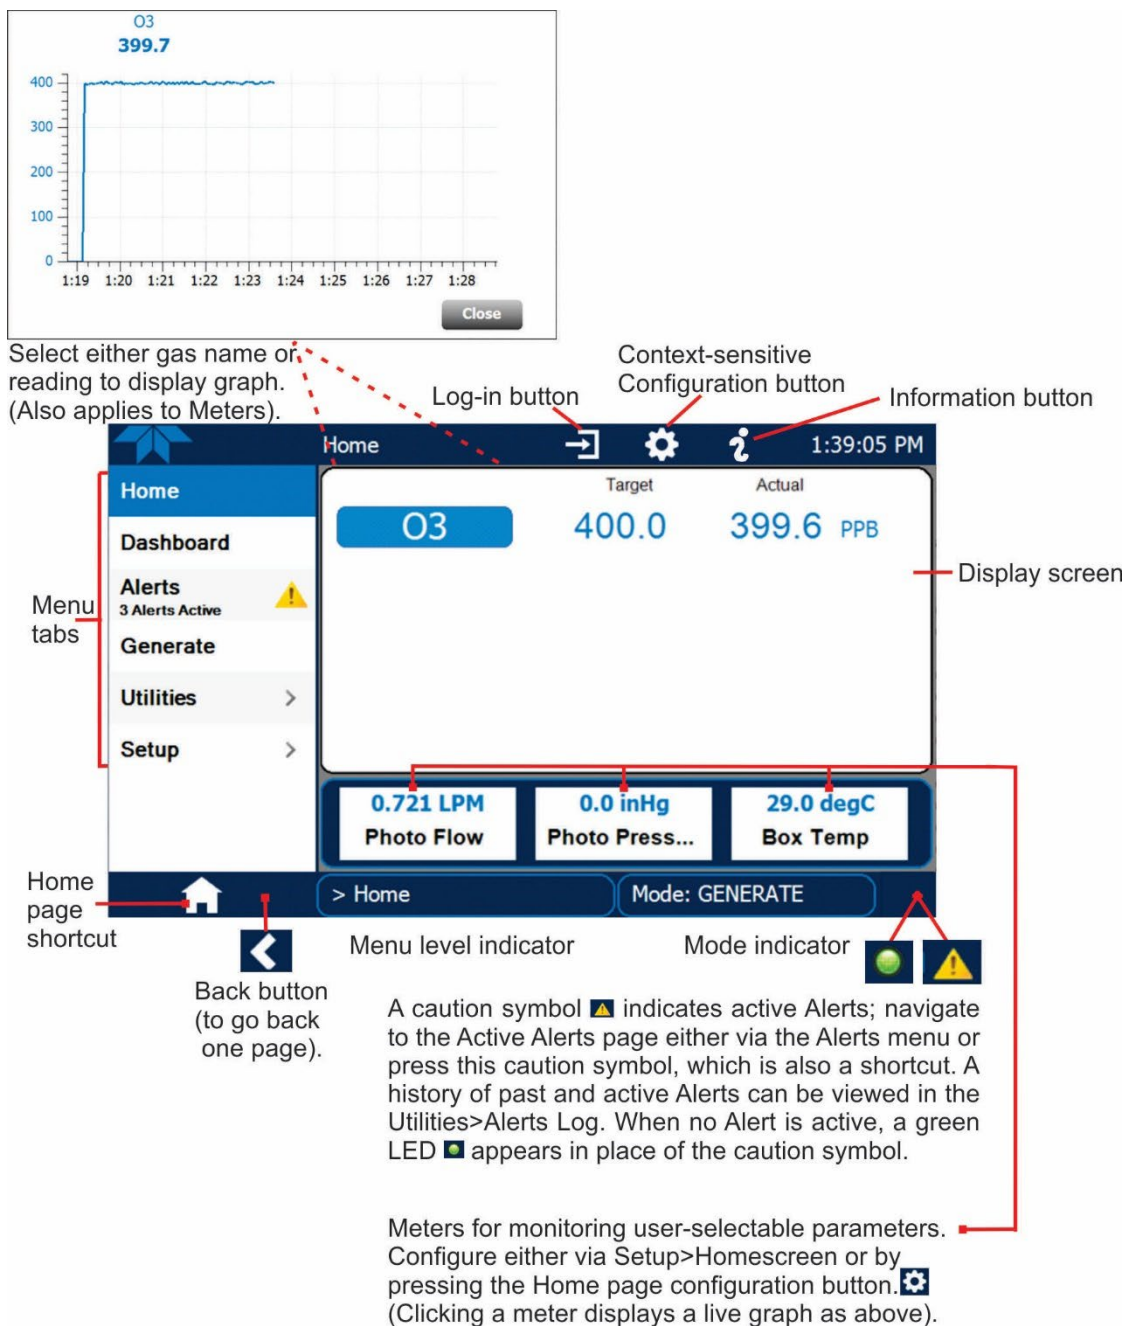 O3
399.7
400
300
200
100
0
1:19 1:20 1:21 1:22 1:23 1:24 1:25 1:26 1:27 1:28
Close
Select either gas name or
reading to display graph.
(Also applies to Meters).
Log-in button
Context-sensitive
Configuration button
Information button
Home
1:39:05 PM
Menu
tabs
Home
Dashboard
Alerts
3 Alerts Active
Generate
Utilities >
Setup >
Target Actual
O3 400.0 399.6 PPB
Display screen
0.721 LPM
Photo Flow
0.0 inHg
Photo Press...
29.0 degC
Box Temp
Home
page
shortcut
> Home
Mode: GENERATE
Menu level indicator
Mode indicator
Back button
(to go back
one page).
A caution symbol indicates active Alerts; navigate
to the Active Alerts page either via the Alerts menu or
press this caution symbol, which is also a shortcut. A
history of past and active Alerts can be viewed in the
Utilities>Alerts Log. When no Alert is active, a green
LED appears in place of the caution symbol.
Meters for monitoring user-selectable parameters.
Configure either via Setup>Homescreen or by
pressing the Home page configuration button.
(Clicking a meter displays a live graph as above).